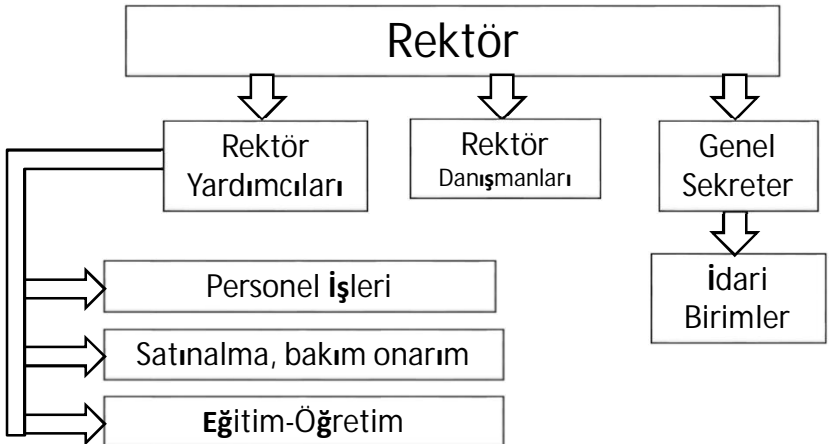 Rektör
Rektör
Yardımcıları
Rektör
Danışmanları
Genel
Sekreter
Personel İşleri
İdari
Birimler
Satınalma, bakım onarım
Eğitim-Öğretim